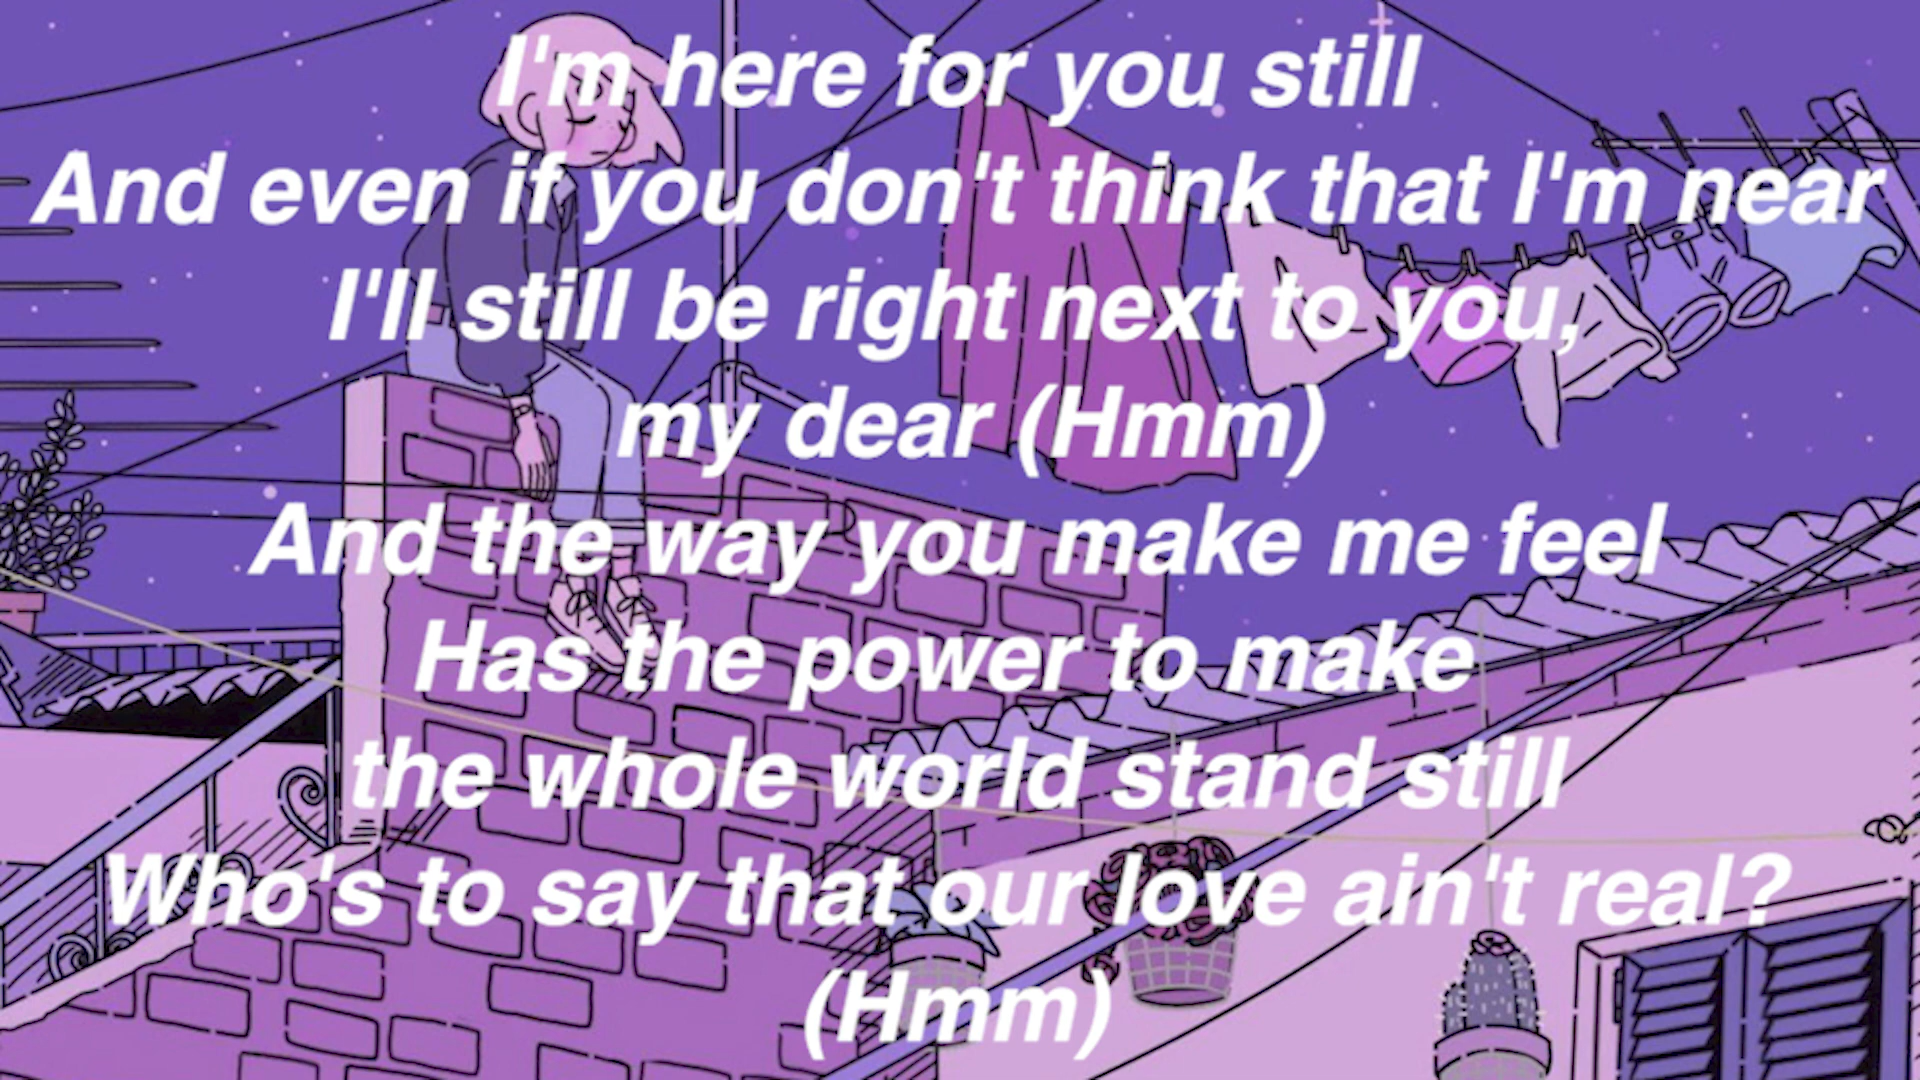 I'm here for you still
And even if you don't think that I'm near
I'll still be right next to you,
my dear (Hmm)
And the way you make me feel
Has the power to make
the whole world stand still
Who's to say that our love ain't real?
(Hmm)